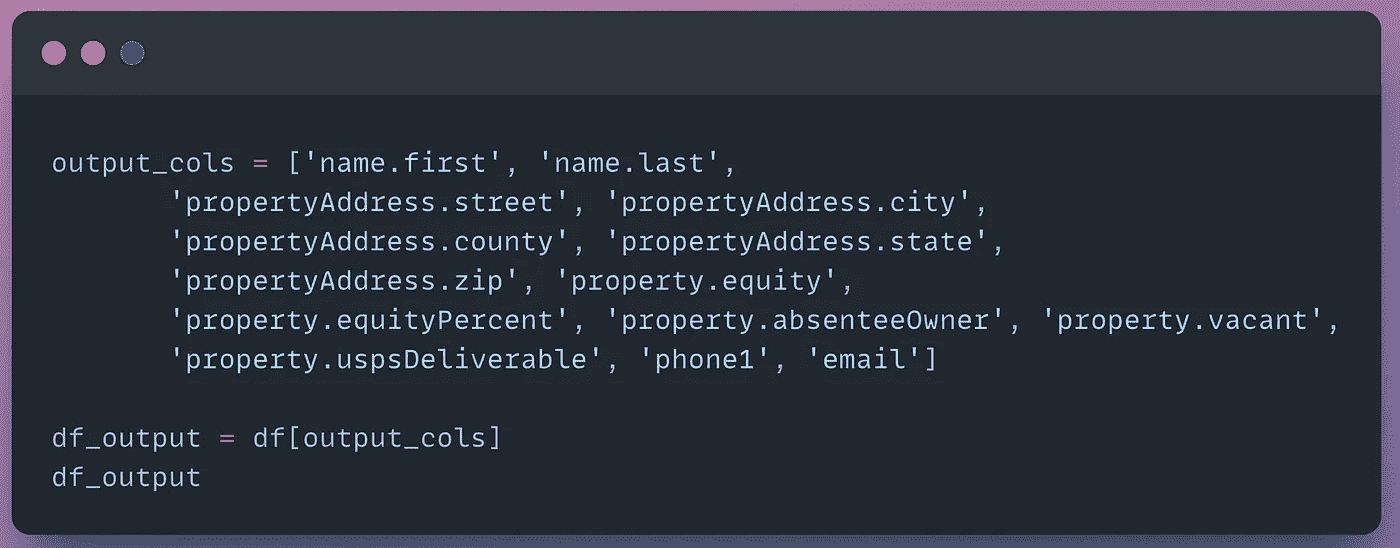 output_cols = ['name.first', 'name.last',
'propertyAddress.street', 'propertyAddress.city',
'propertyAddress.county', 'propertyAddress.state',
'propertyAddress.zip', 'property.equity',
'property.equityPercent', 'property.absenteeOwner', 'property.vacant',
'property.uspsDeliverable', 'phone1', 'email']
df_output = df[output_cols]
df_output